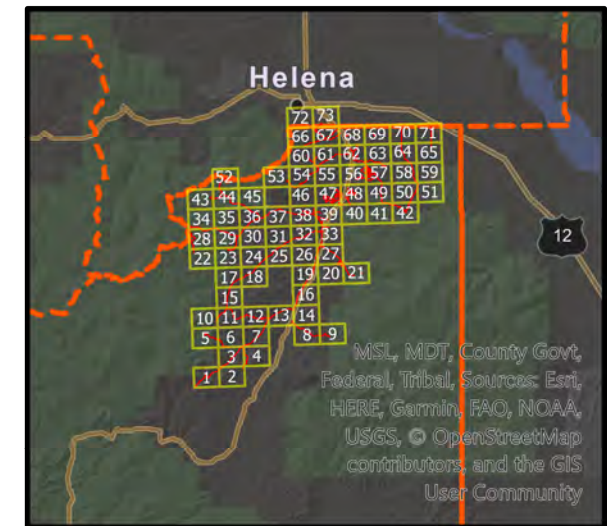 Helena
72 73
66 67 68 69 70 71
60 61 62 63 64 65
52 53 54 55 56 57 58 59
43 44 45 46 47 48 49 50 51
34 35 36 37 38 39 40 41 42
28 29 30 31 32 33
12
22 23 24 25 26 27
17 18 19 20 21
15 16
10 11 12 13 14
5 6 7 8 9
3 4
1 2
MSL, MDT, County Govt,
Federal, Tribal, Sources: Esri,
HERE, Garmin, FAO, NOAA,
USGS, © OpenStreetMap
contributors, and the GIS
User Community